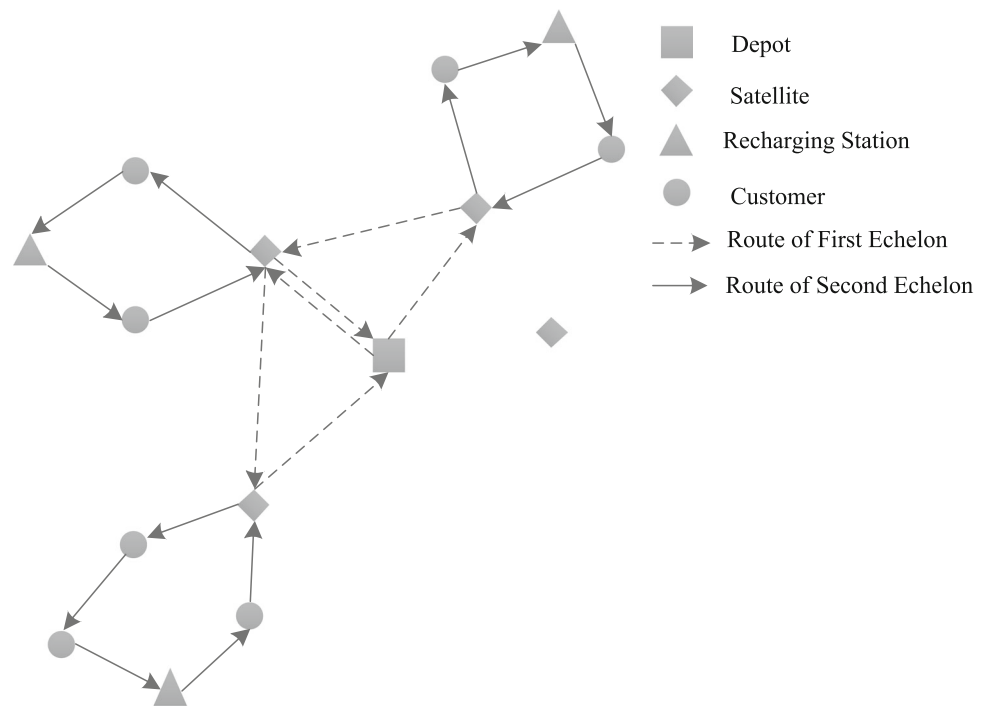 Depot
Satellite
Recharging Station
Customer
Route of First Echelon
Route of Second Echelon